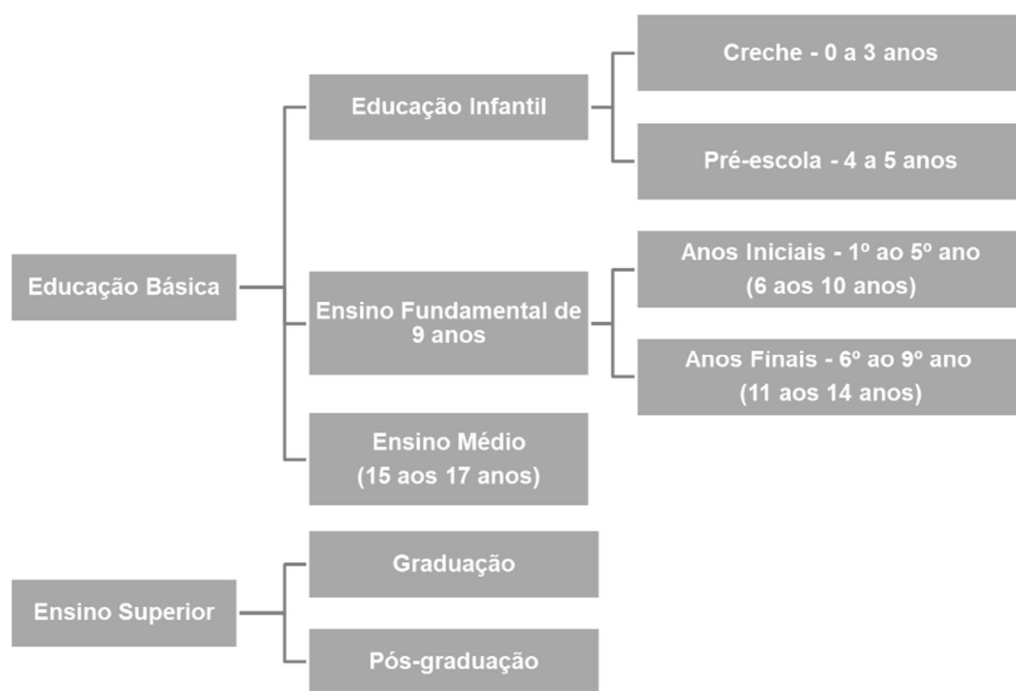 Educação Básica
Educação Infantil
Creche - 0 a 3 anos
Pré-escola - 4 a 5 anos
Ensino Fundamental de
9 anos
Anos Iniciais - 1º ao 5º ano
(6 aos 10 anos)
Anos Finais - 6º ao 9º ano
(11 aos 14 anos)
Ensino Médio
(15 aos 17 anos)
Ensino Superior
Graduação
Pós-graduação